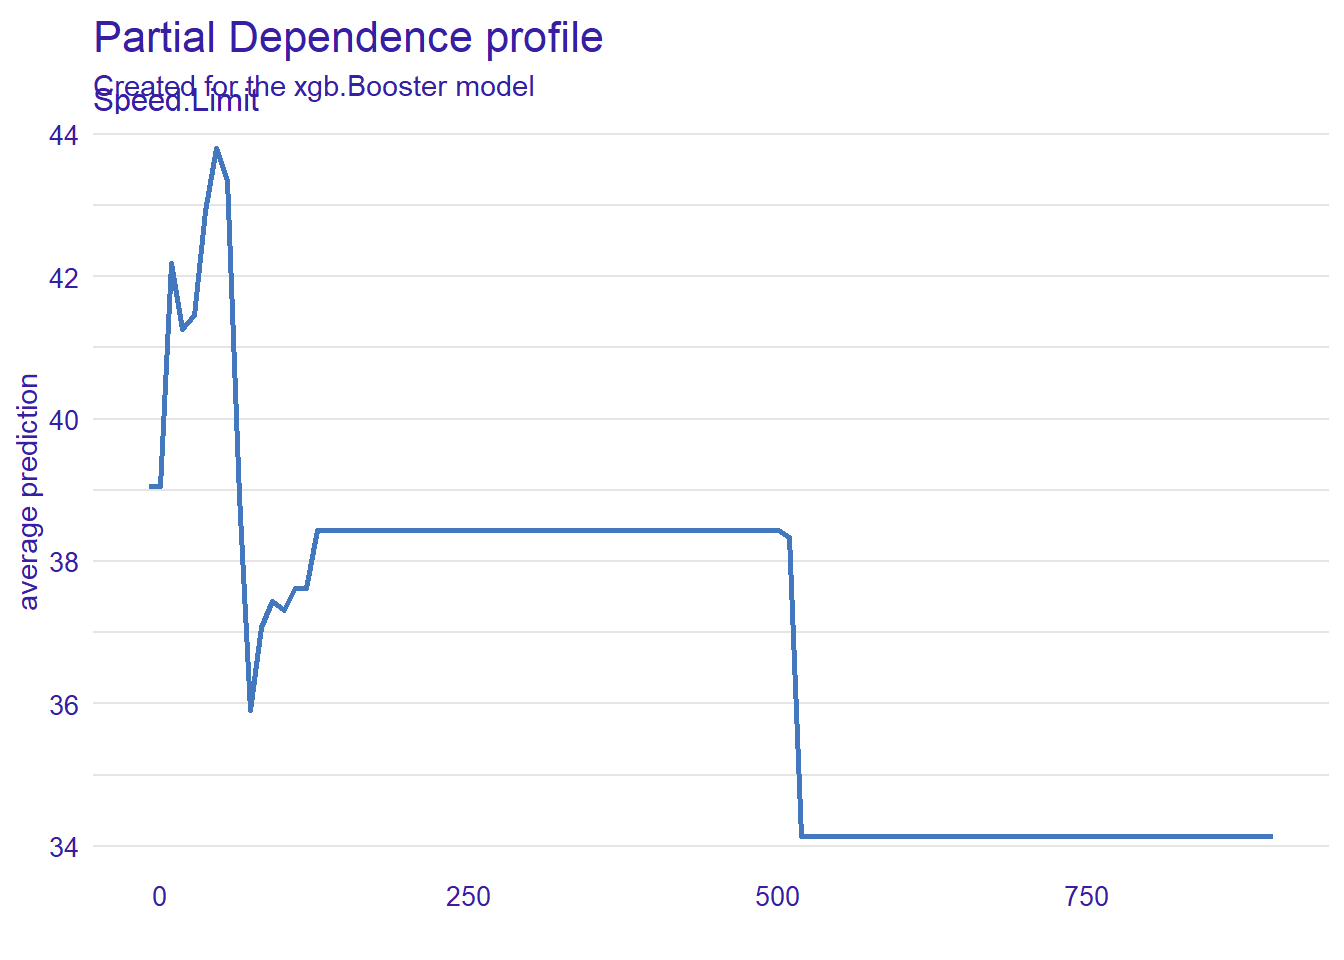 Partial Dependence profile
Created for the xgb.Booster model
Speed.Limit
44
42
40
38
36
34
average prediction
0 250 500 750